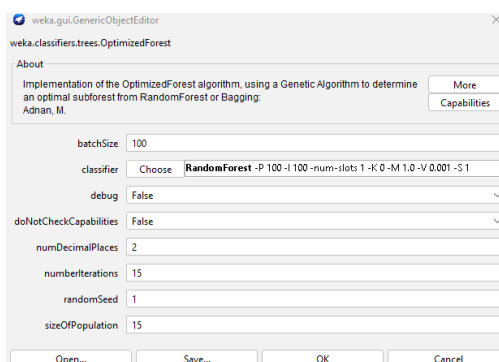 weka.gui.GenericObjectEditor
weka.classifiers.trees.OptimizedForest
About
Implementation of the OptimizedForest algorithm, using a Genetic Algorithm to determine
an optimal subforest from RandomForest or Bagging:
Adnan, M.
More
Capabilities
batchSize 100
classifier Choose RandomForest -P 100 -I 100 -num-slots 1 -K 0 -M 1.0 -V 0.001 -S 1
debug False
doNotCheckCapabilities False
numDecimalPlaces 2
numberIterations 15
randomSeed 1
sizeOfPopulation 15
Open... Save... OK Cancel